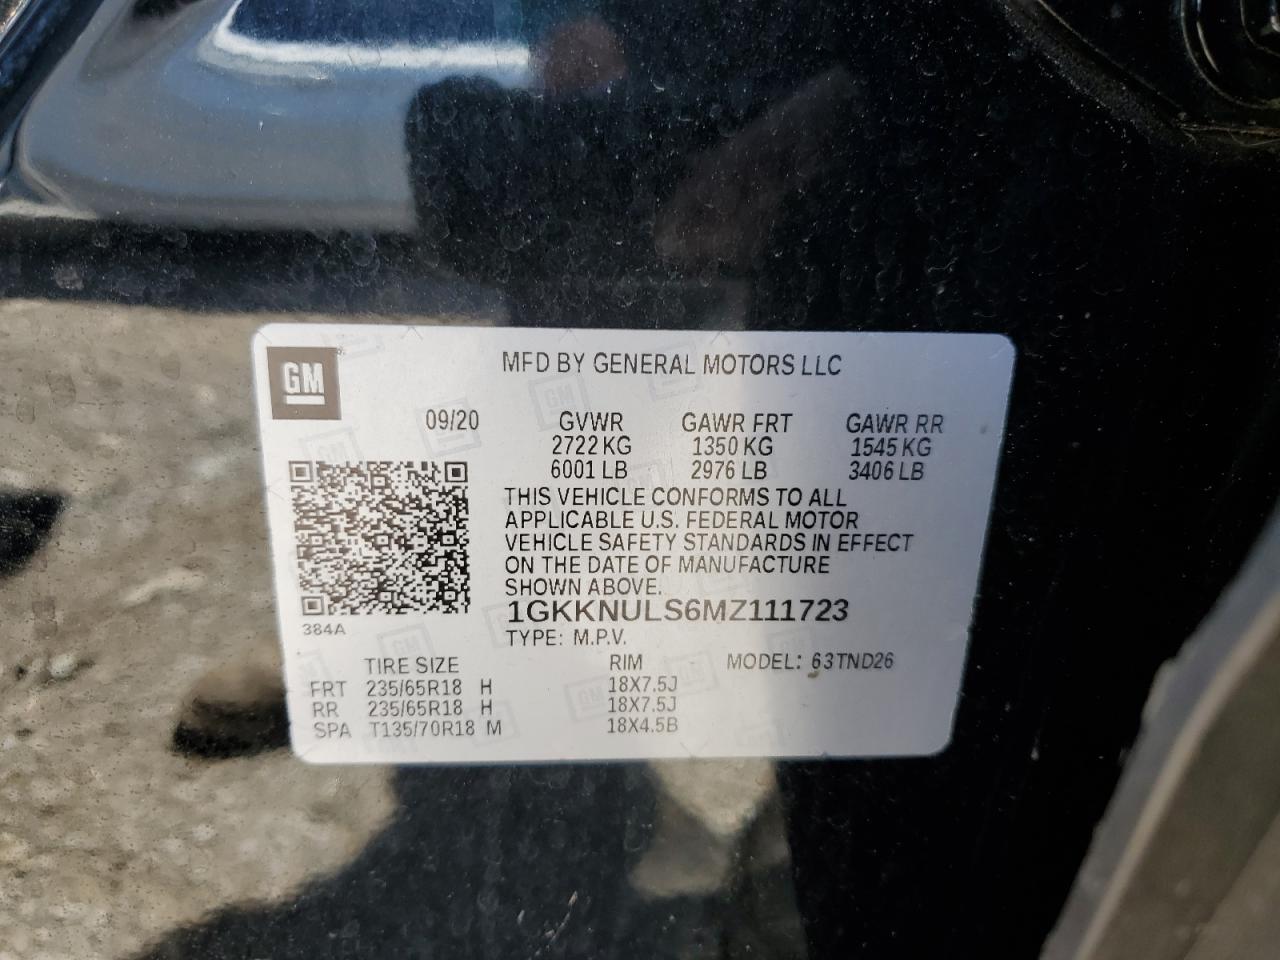 GM
MFD BY GENERAL MOTORS LLC
09/20 GVWR GAWR FRT GAWR RR
2722 KG 1350 KG 1545 KG
6001 LB 2976 LB 3406 LB
THIS VEHICLE CONFORMS TO ALL
APPLICABLE U.S. FEDERAL MOTOR
VEHICLE SAFETY STANDARDS IN EFFECT
ON THE DATE OF MANUFACTURE
SHOWN ABOVE.
1GKKNULS6MZ111723
384A
TYPE: M.P.V.
TIRE SIZE RIM MODEL: 63TND26
FRT 235/65R18 H 18X7.5J
RR 235/65R18 H 18X7.5J
SPA T135/70R18 M 18X4.5B